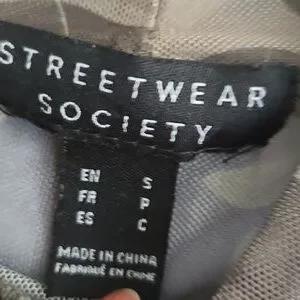 STREETWEAR
SOCIETY
EN S
FR P
ES C
MADE IN CHINA
FABRIQUÉ EN CHINE